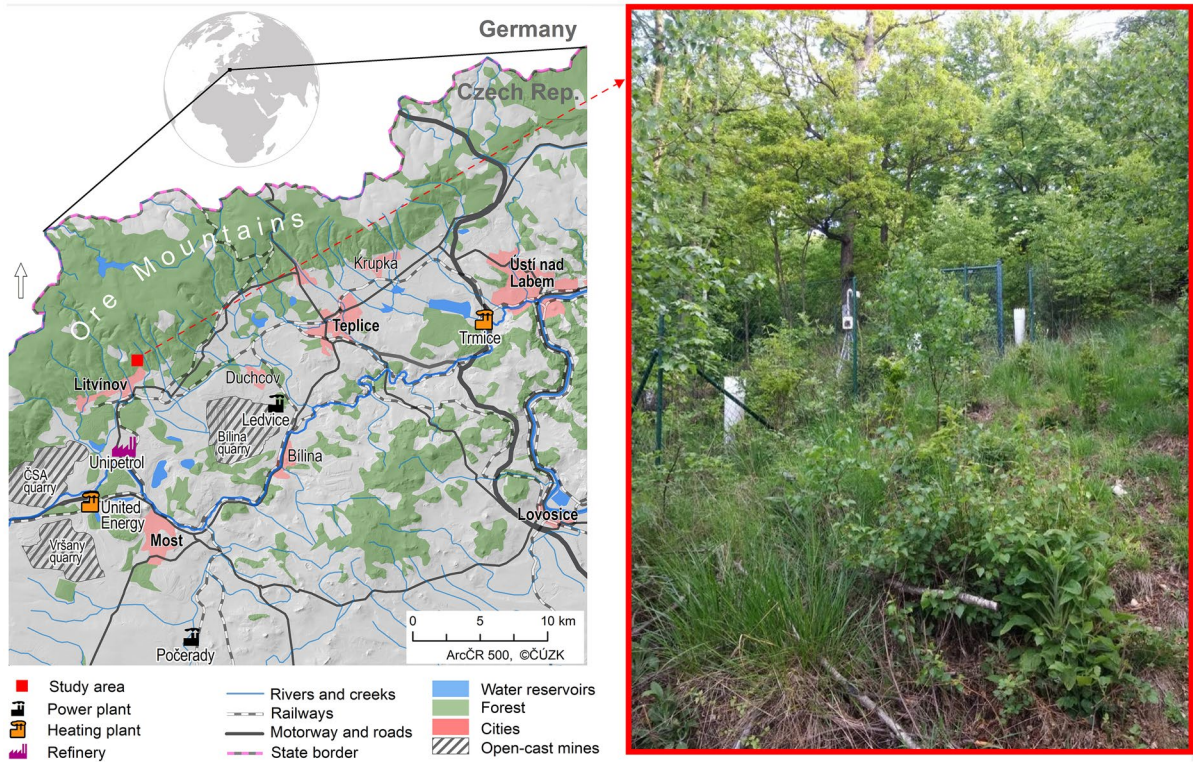 Germany
Czech Rep.
Ore Mountains
Krupka
Ústí nad
Labem
Teplice
Trmice
Litvínov
Duchcov
Ledvice
Bílina
quarry
Unipetrol
Bílina
ČSA
quarry
United
Energy
Lovosice
Most
Vršany
quarry
0 5 10 km
Počerady
ArcČR 500, ©ČÚZK
Study area
Power plant
Heating plant
Refinery
Rivers and creeks
Railways
Motorway and roads
State border
Water reservoirs
Forest
Cities
Open-cast mines